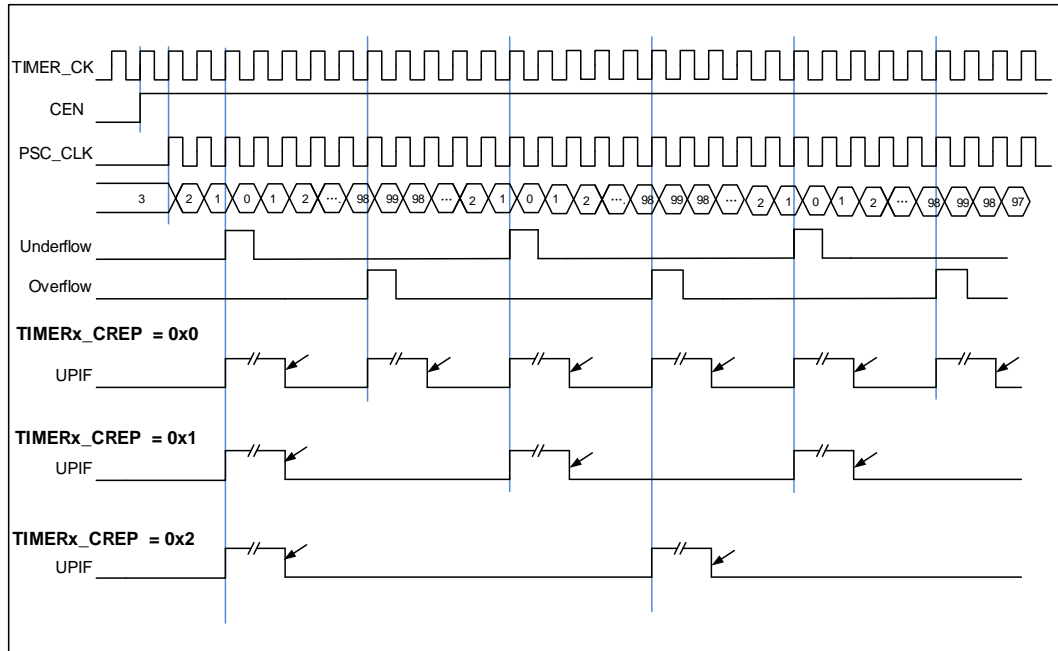 TIMER_CK
CEN
PSC_CLK
3 2 1 0 1 2 ... 98 99 98 ... 2 1 0 1 2 ... 98 99 98 ... 2 1 0 1 2 ... 98 99 98 97
Underflow
Overflow
TIMERx_CREP = 0x0
UPIF
TIMERx_CREP = 0x1
UPIF
TIMERx_CREP = 0x2
UPIF